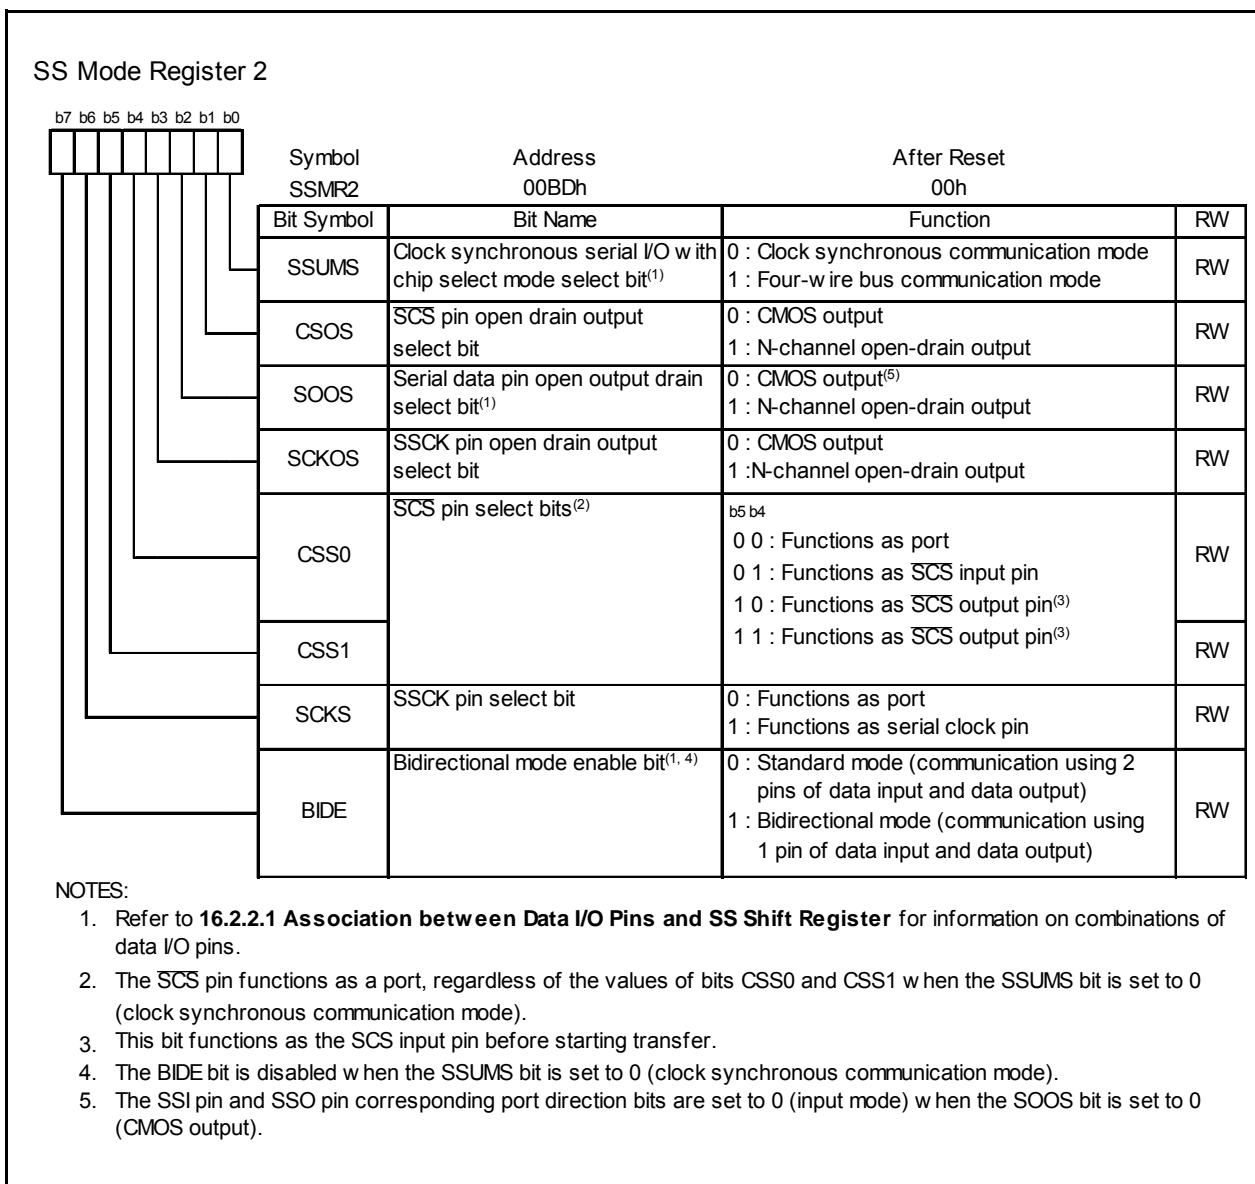 SS Mode Register 2
b7 b6 b5 b4 b3 b2 b1 b0
Symbol Address After Reset
SSMR2 00BDh 00h
Bit Symbol Bit Name Function RW
SSUMS Clock synchronous serial I/O with chip select mode select bit(1) 0 : Clock synchronous communication mode RW
1 : Four-wire bus communication mode
CSOS SCS pin open drain output select bit 0 : CMOS output RW
1 : N-channel open-drain output
SOOS Serial data pin open output drain select bit(1) 0 : CMOS output(5) RW
1 : N-channel open-drain output
SCKOS SSCK pin open drain output select bit 0 : CMOS output RW
1 :N-channel open-drain output
CSS0 SCS pin select bits(2) b5 b4 RW
0 0 : Functions as port
0 1 : Functions as SCS input pin
1 0 : Functions as SCS output pin(3)
1 1 : Functions as SCS output pin(3)
CSS1 RW
SCKS SSCK pin select bit 0 : Functions as port RW
1 : Functions as serial clock pin
BIDE Bidirectional mode enable bit(1, 4) 0 : Standard mode (communication using 2 RW
pins of data input and data output)
1 : Bidirectional mode (communication using
1 pin of data input and data output)
NOTES:
1. Refer to 16.2.2.1 Association between Data I/O Pins and SS Shift Register for information on combinations of
data I/O pins.
2. The SCS pin functions as a port, regardless of the values of bits CSS0 and CSS1 when the SSUMS bit is set to 0
(clock synchronous communication mode).
3. This bit functions as the SCS input pin before starting transfer.
4. The BIDE bit is disabled when the SSUMS bit is set to 0 (clock synchronous communication mode).
5. The SSI pin and SSO pin corresponding port direction bits are set to 0 (input mode) when the SOOS bit is set to 0
(CMOS output).